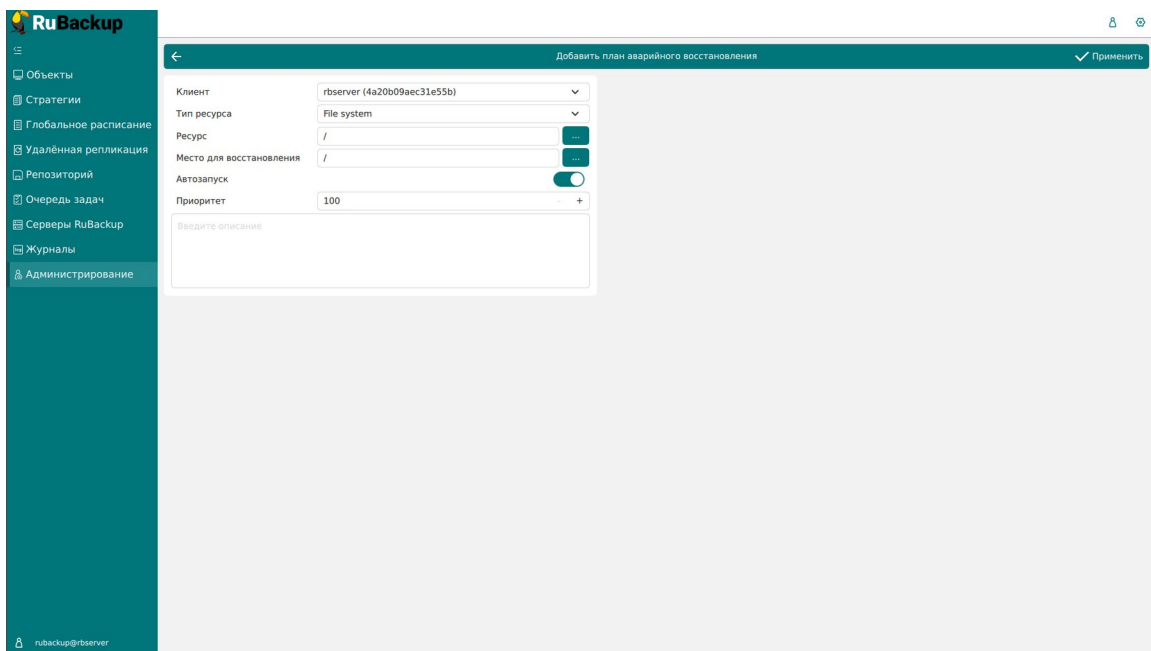 RuBackup
Добавить план аварийного восстановления
Применить
Объекты
Стратегии
Глобальное расписание
Удалённая репликация
Репозиторий
Очередь задач
Серверы RuBackup
Журналы
Администрирование
rubackup@rbserver
Клиент
rbserver (4a20b09aec31e55b)
Тип ресурса
File system
Ресурс
/
...
Место для восстановления
/
...
Автозапуск
Приоритет
100
- +
Введите описание